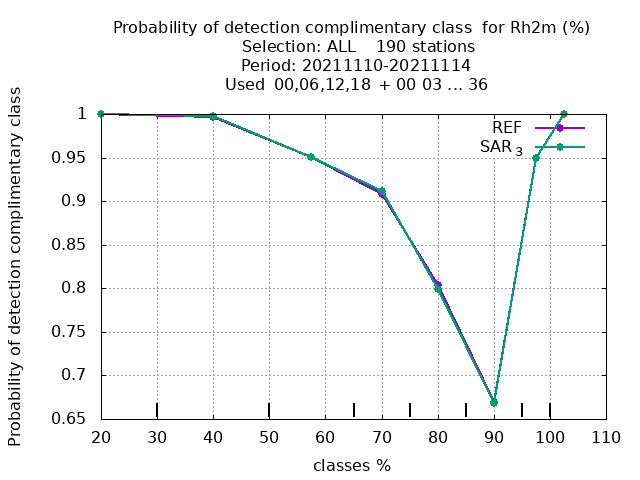 Probability of detection complimentary class  for Rh2m (%)
Selection: ALL    190 stations
Period: 20211110-20211114
Used  00,06,12,18 + 00 03 ... 36
Probability of detection complimentary class
1
0.95
0.9
0.85
0.8
0.75
0.7
0.65
REF
SAR 3
20 30 40 50 60 70 80 90 100 110
classes %